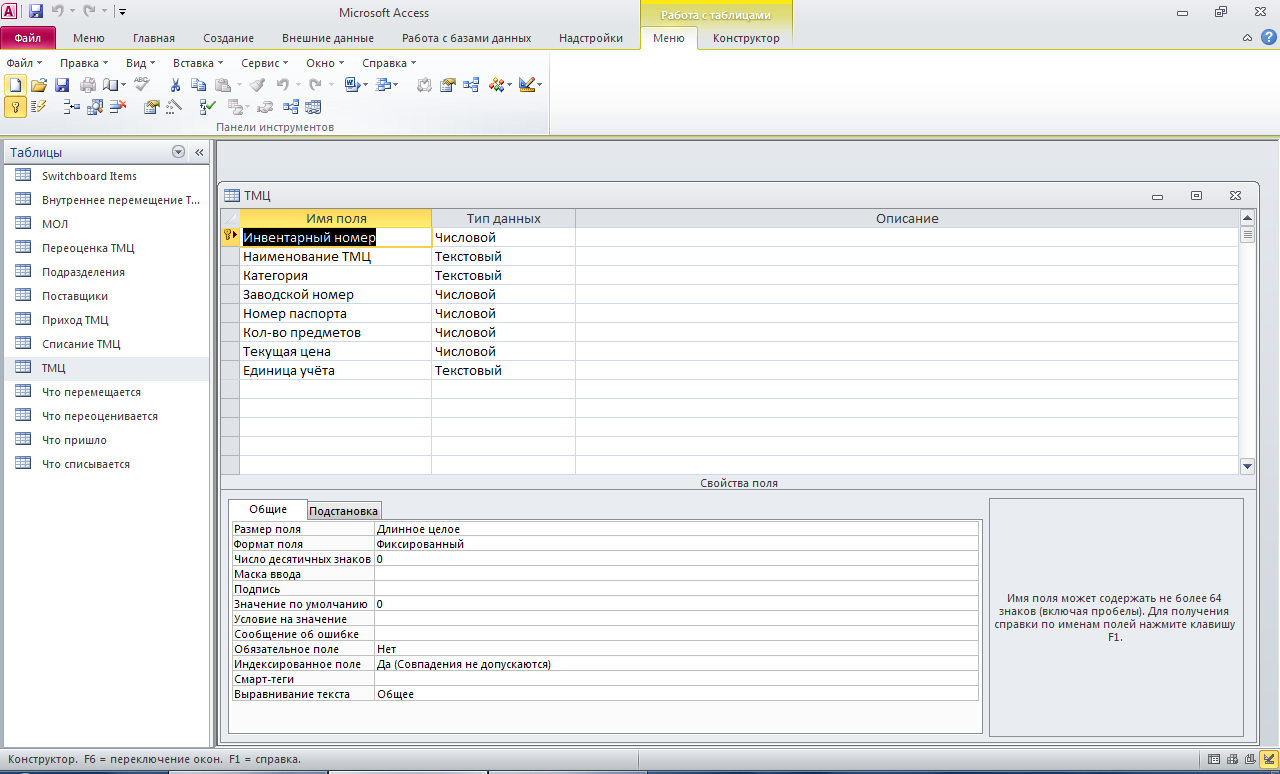 Microsoft Access
Работа с таблицами
Файл Меню Главная Создание Внешние данные Работа с базами данных Надстройки Меню Конструктор
Файл Правка Вид Вставка Сервис Окно Справка
Панели инструментов
Таблицы
Switchboard Items
Внутреннее перемещение Т...
МОЛ
Переоценка ТМЦ
Подразделения
Поставщики
Приход ТМЦ
Списание ТМЦ
ТМЦ
Что перемещается
Что переоценивается
Что пришло
Что списывается
ТМЦ
Имя поля Тип данных Описание
Инвентарный номер Числовой
Наименование ТМЦ Текстовый
Категория Текстовый
Заводской номер Числовой
Номер паспорта Числовой
Кол-во предметов Числовой
Текущая цена Числовой
Единица учёта Текстовый
Свойства поля
Общие Подстановка
Размер поля Длинное целое
Формат поля Фиксированный
Число десятичных знаков 0
Маска ввода
Подпись
Значение по умолчанию 0
Условие на значение
Сообщение об ошибке
Обязательное поле Нет
Индексированное поле Да (Совпадения не допускаются)
Смарт-теги
Выравнивание текста Общее
Имя поля может содержать не более 64
знаков (включая пробелы). Для получения
справки по именам полей нажмите клавишу
F1.
Конструктор. F6 = переключение окон. F1 = справка.